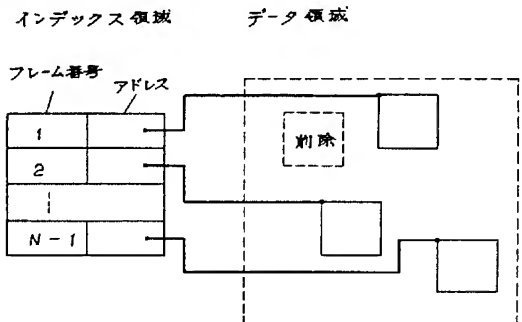 インデックス領域
データ領域
フレーム番号
アドレス
1
削除
2
N-1